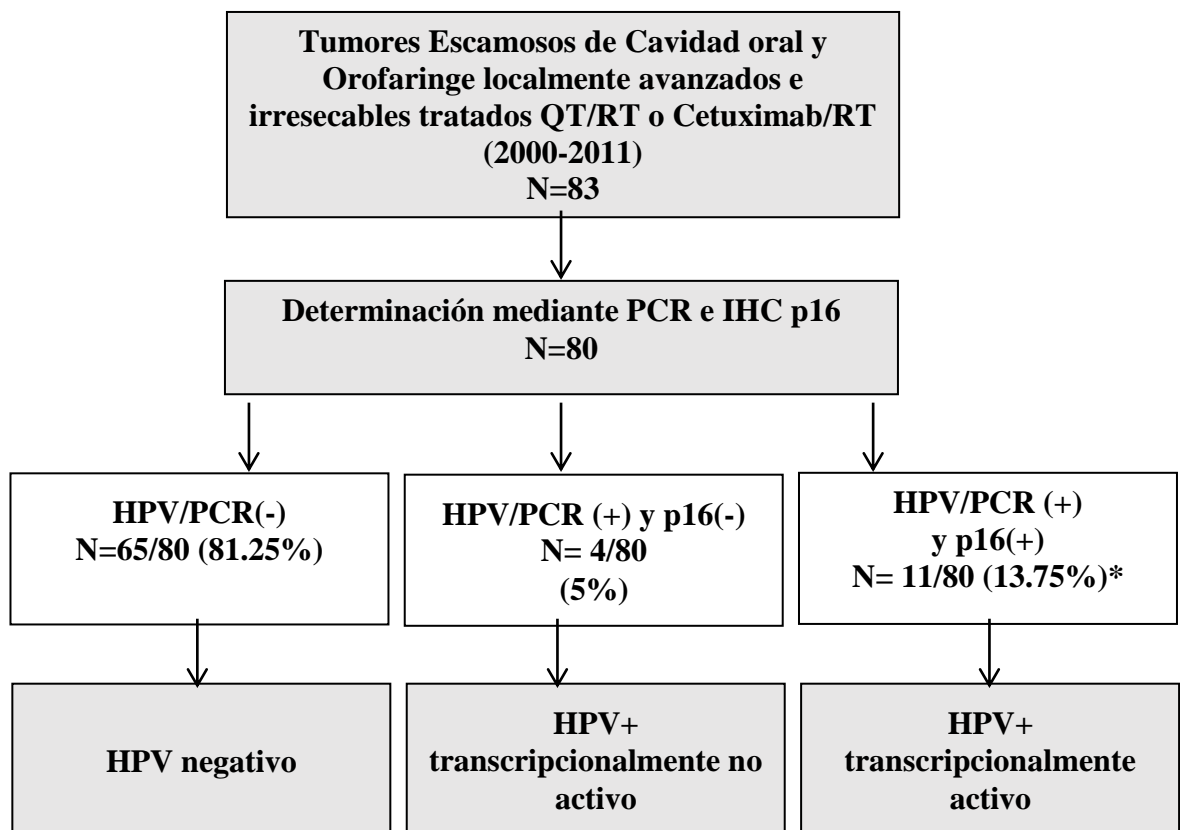 Tumores Escamosos de Cavidad oral y
Orofaringe localmente avanzados e
irresecables tratados QT/RT o Cetuximab/RT
(2000-2011)
N=83
Determinación mediante PCR e IHC p16
N=80
HPV/PCR(-)
N=65/80 (81.25%)
HPV/PCR (+) y p16(-)
N= 4/80
(5%)
HPV/PCR (+)
y p16(+)
N= 11/80 (13.75%)*
HPV negativo
HPV+
transcripcionalmente no
activo
HPV+
transcripcionalmente
activo